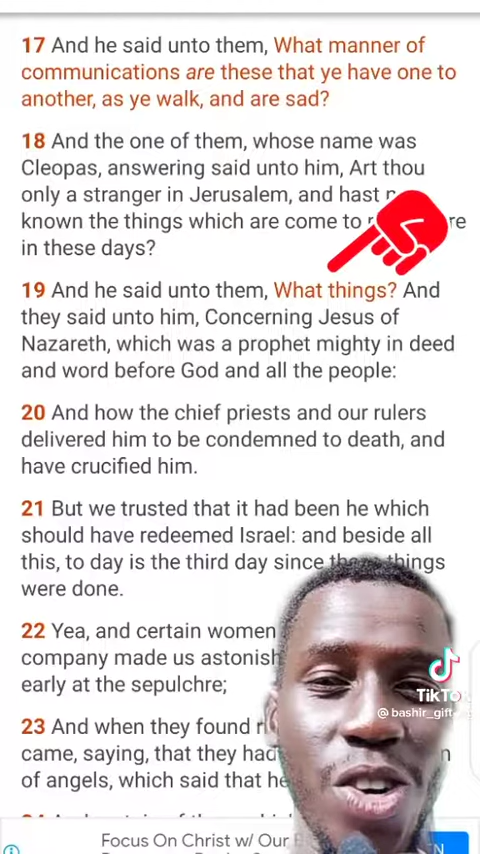 17 And he said unto them, What manner of
communications are these that ye have one to
another, as ye walk, and are sad?
18 And the one of them, whose name was
Cleopas, answering said unto him, Art thou
only a stranger in Jerusalem, and hast
known the things which are come to re
in these days?
19 And he said unto them, What things? And
they said unto him, Concerning Jesus of
Nazareth, which was a prophet mighty in deed
and word before God and all the people:
20 And how the chief priests and our rulers
delivered him to be condemned to death, and
have crucified him.
21 But we trusted that it had been he which
should have redeemed Israel: and beside all
this, to day is the third day since these things
were done.
22 Yea, and certain women
company made us astonish
early at the sepulchre;
23 And when they found
came, saying, that they had n
of angels, which said that he
TikTo
@bashir_gift
Focus On Christ w/ Our
N